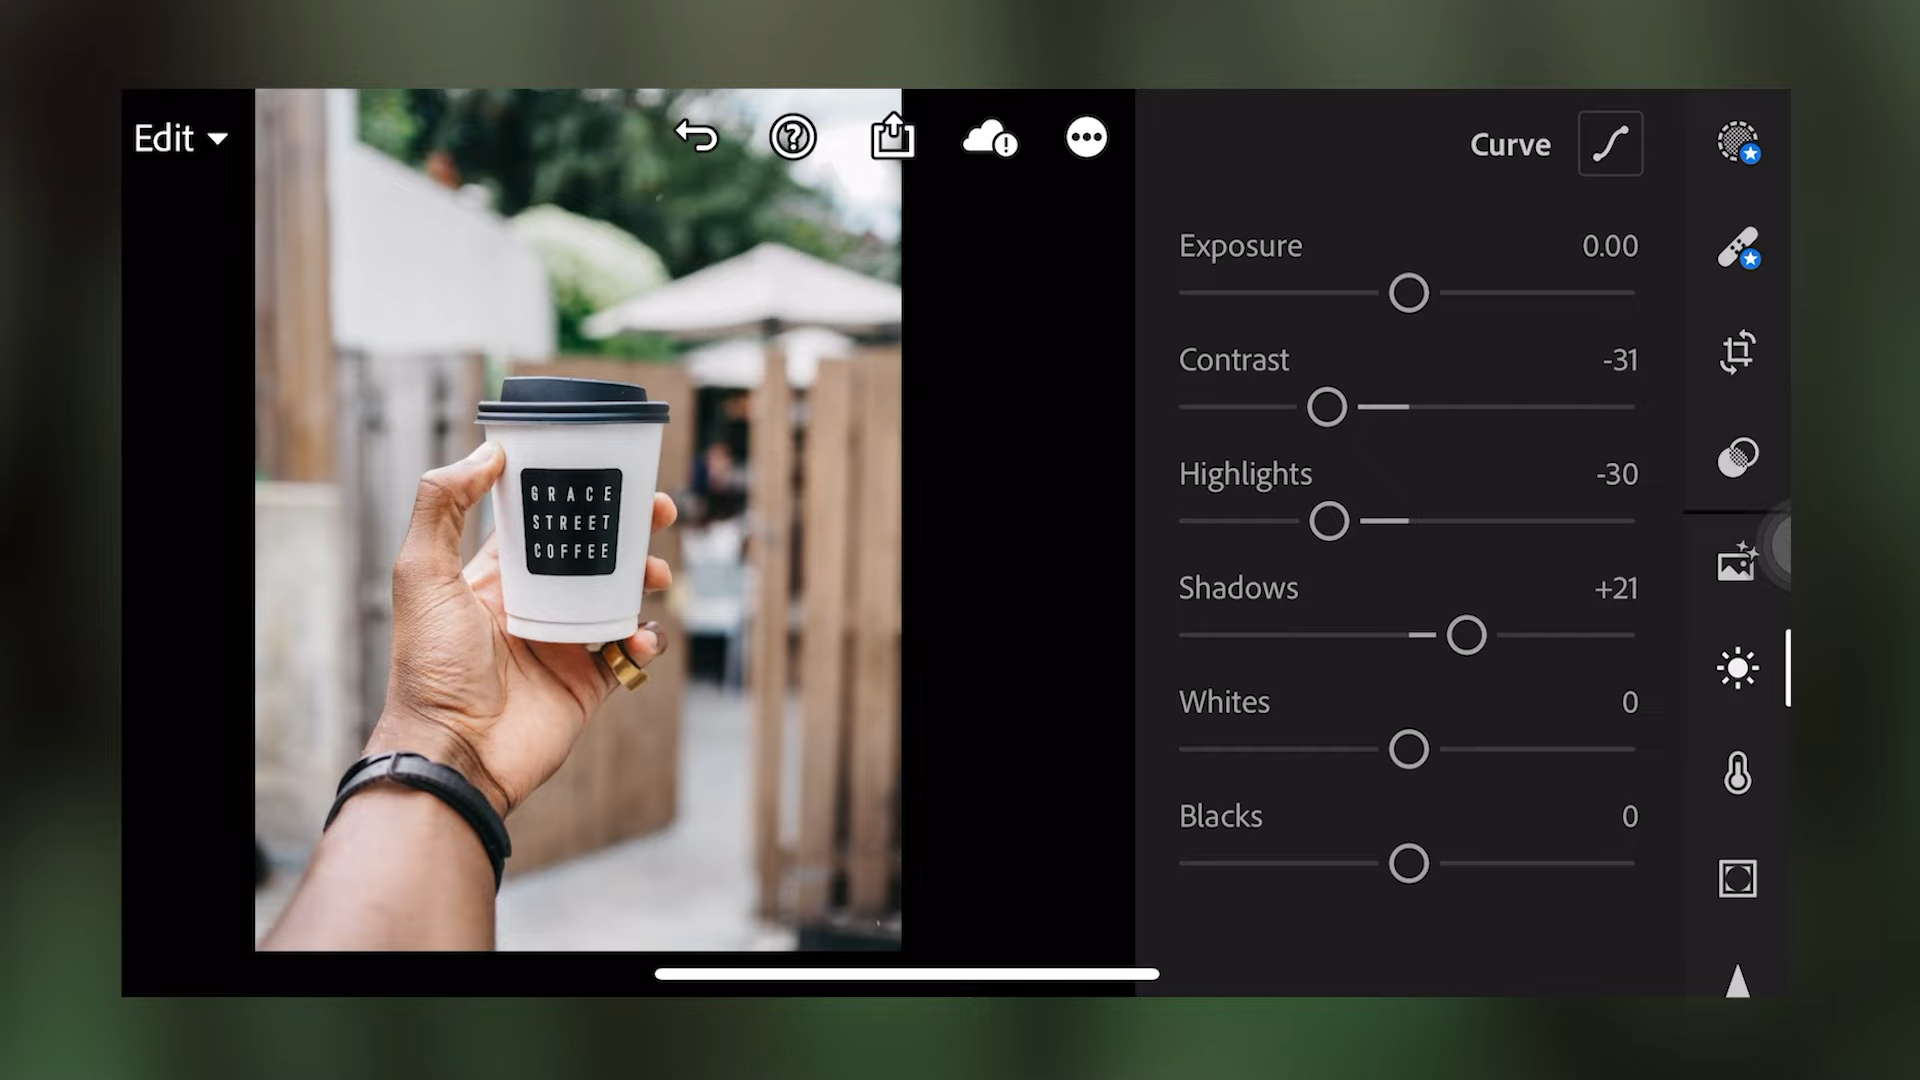 Edit
Curve
Exposure 0.00
Contrast -31
Highlights -30
Shadows +21
Whites 0
Blacks 0
GRACE
STREET
COFFEE